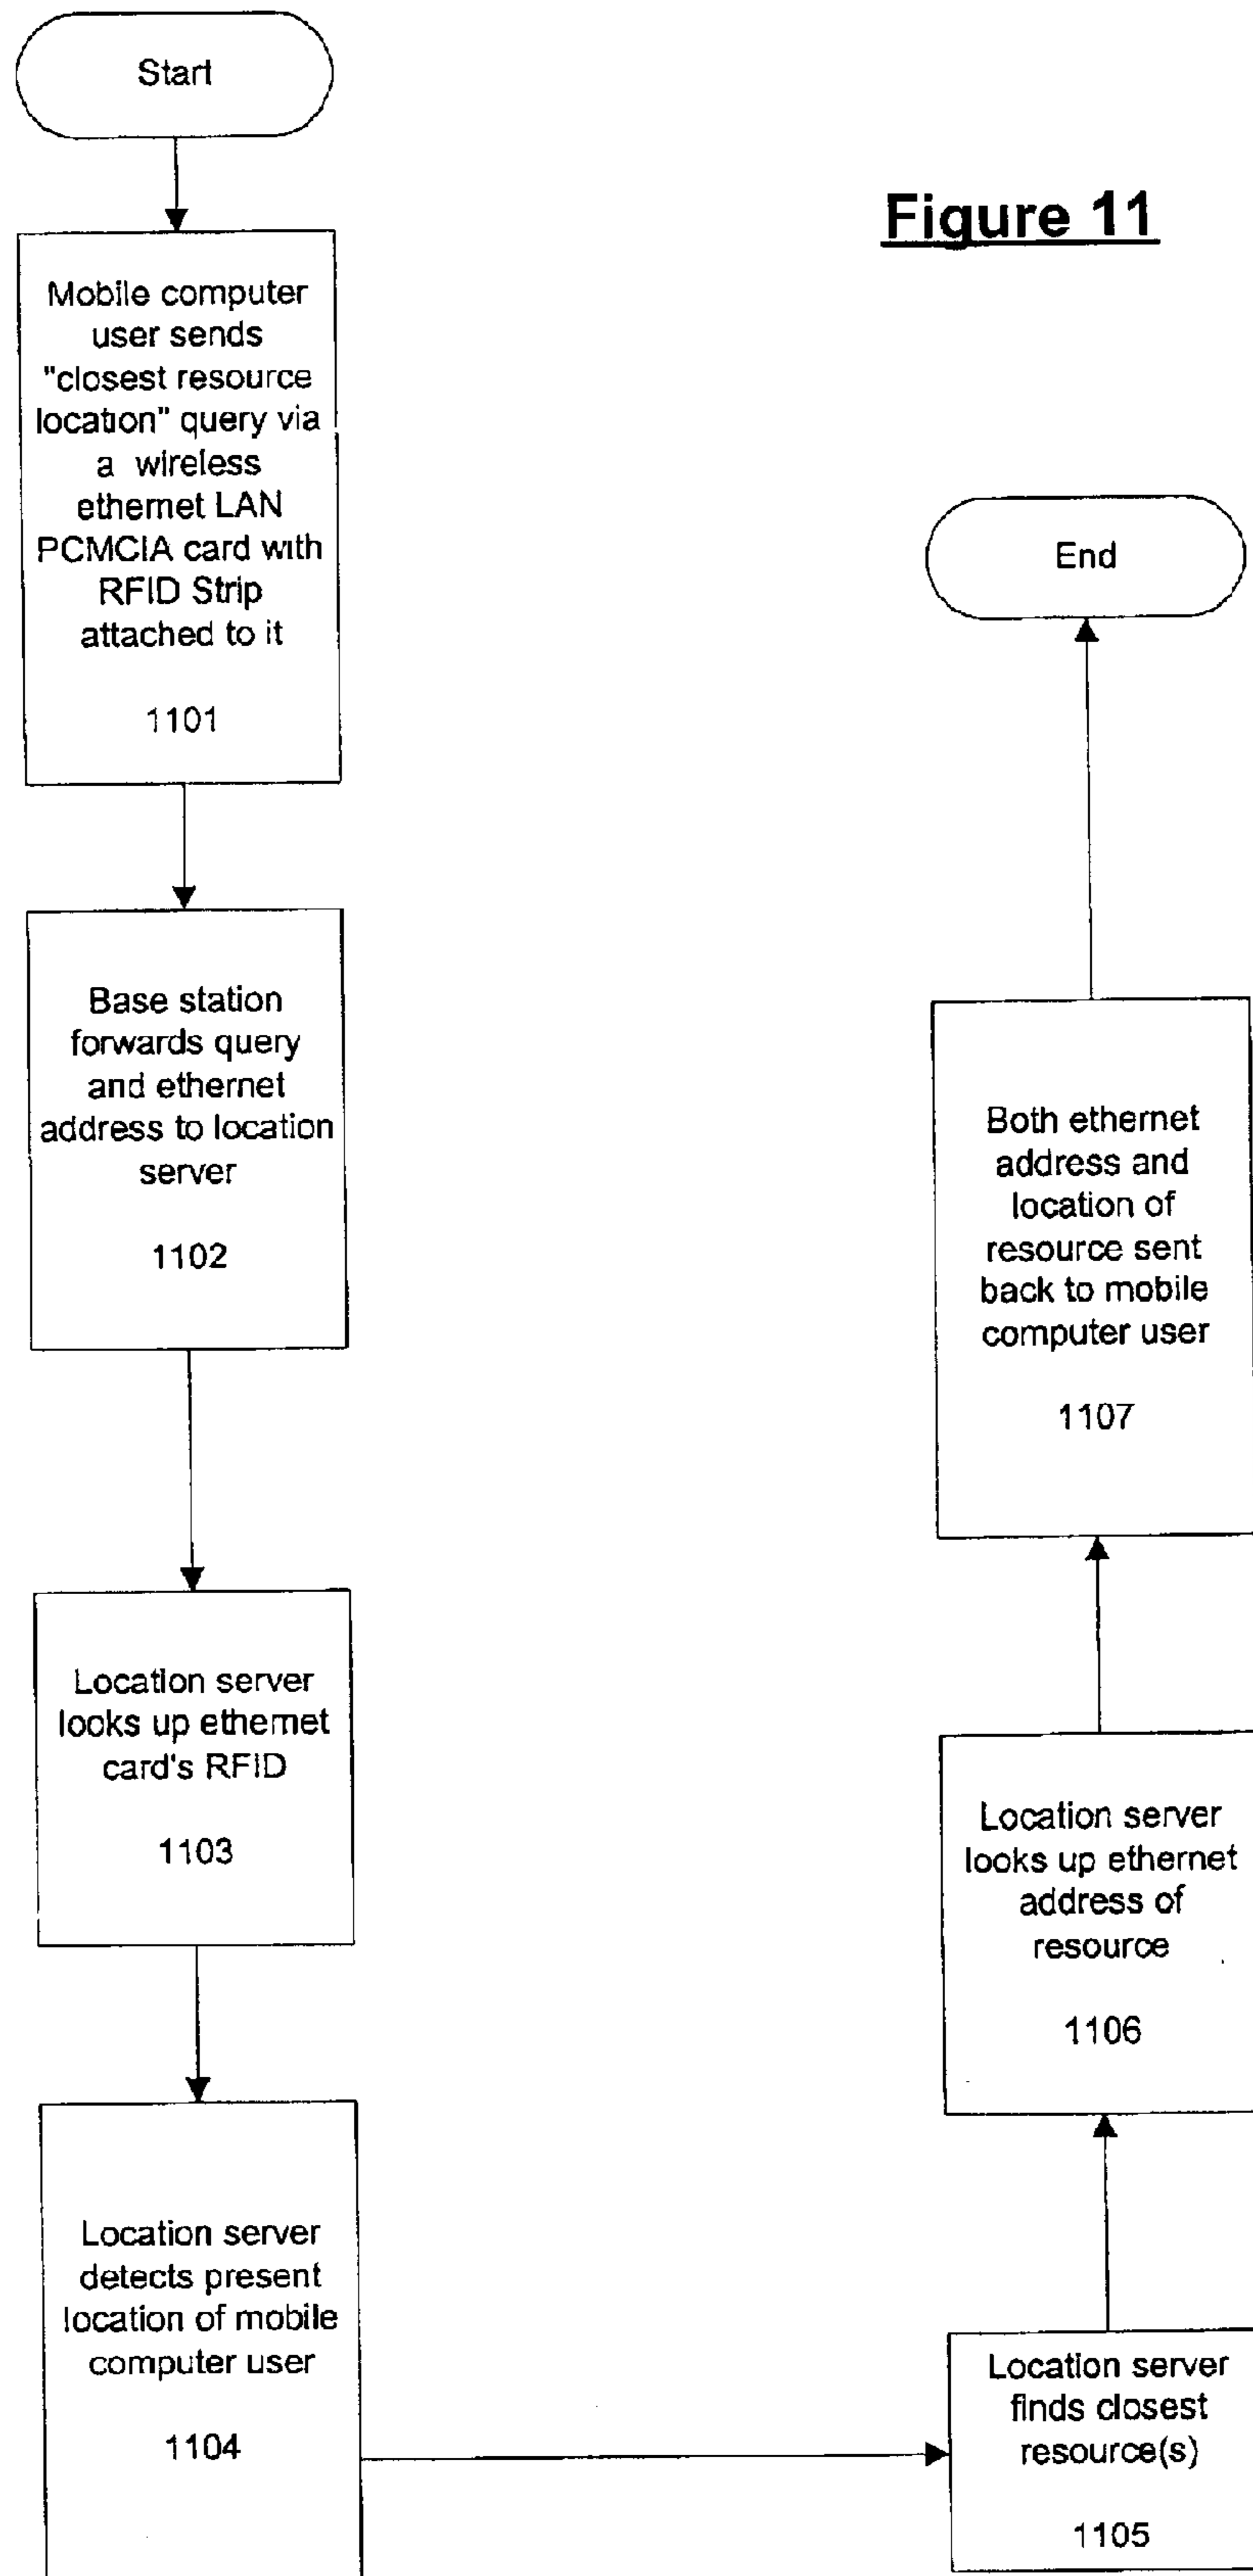 Figure 11
Start
Mobile computer
user sends
"closest resource
location" query via
a wireless
ethernet LAN
PCMCIA card with
RFID Strip
attached to it
1101
Base station
forwards query
and ethernet
address to location
server
1102
Location server
looks up ethernet
card's RFID
1103
Location server
detects present
location of mobile
computer user
1104
Location server
finds closest
resource(s)
1105
Location server
looks up ethernet
address of
resource
1106
Both ethernet
address and
location of
resource sent
back to mobile
computer user
1107
End